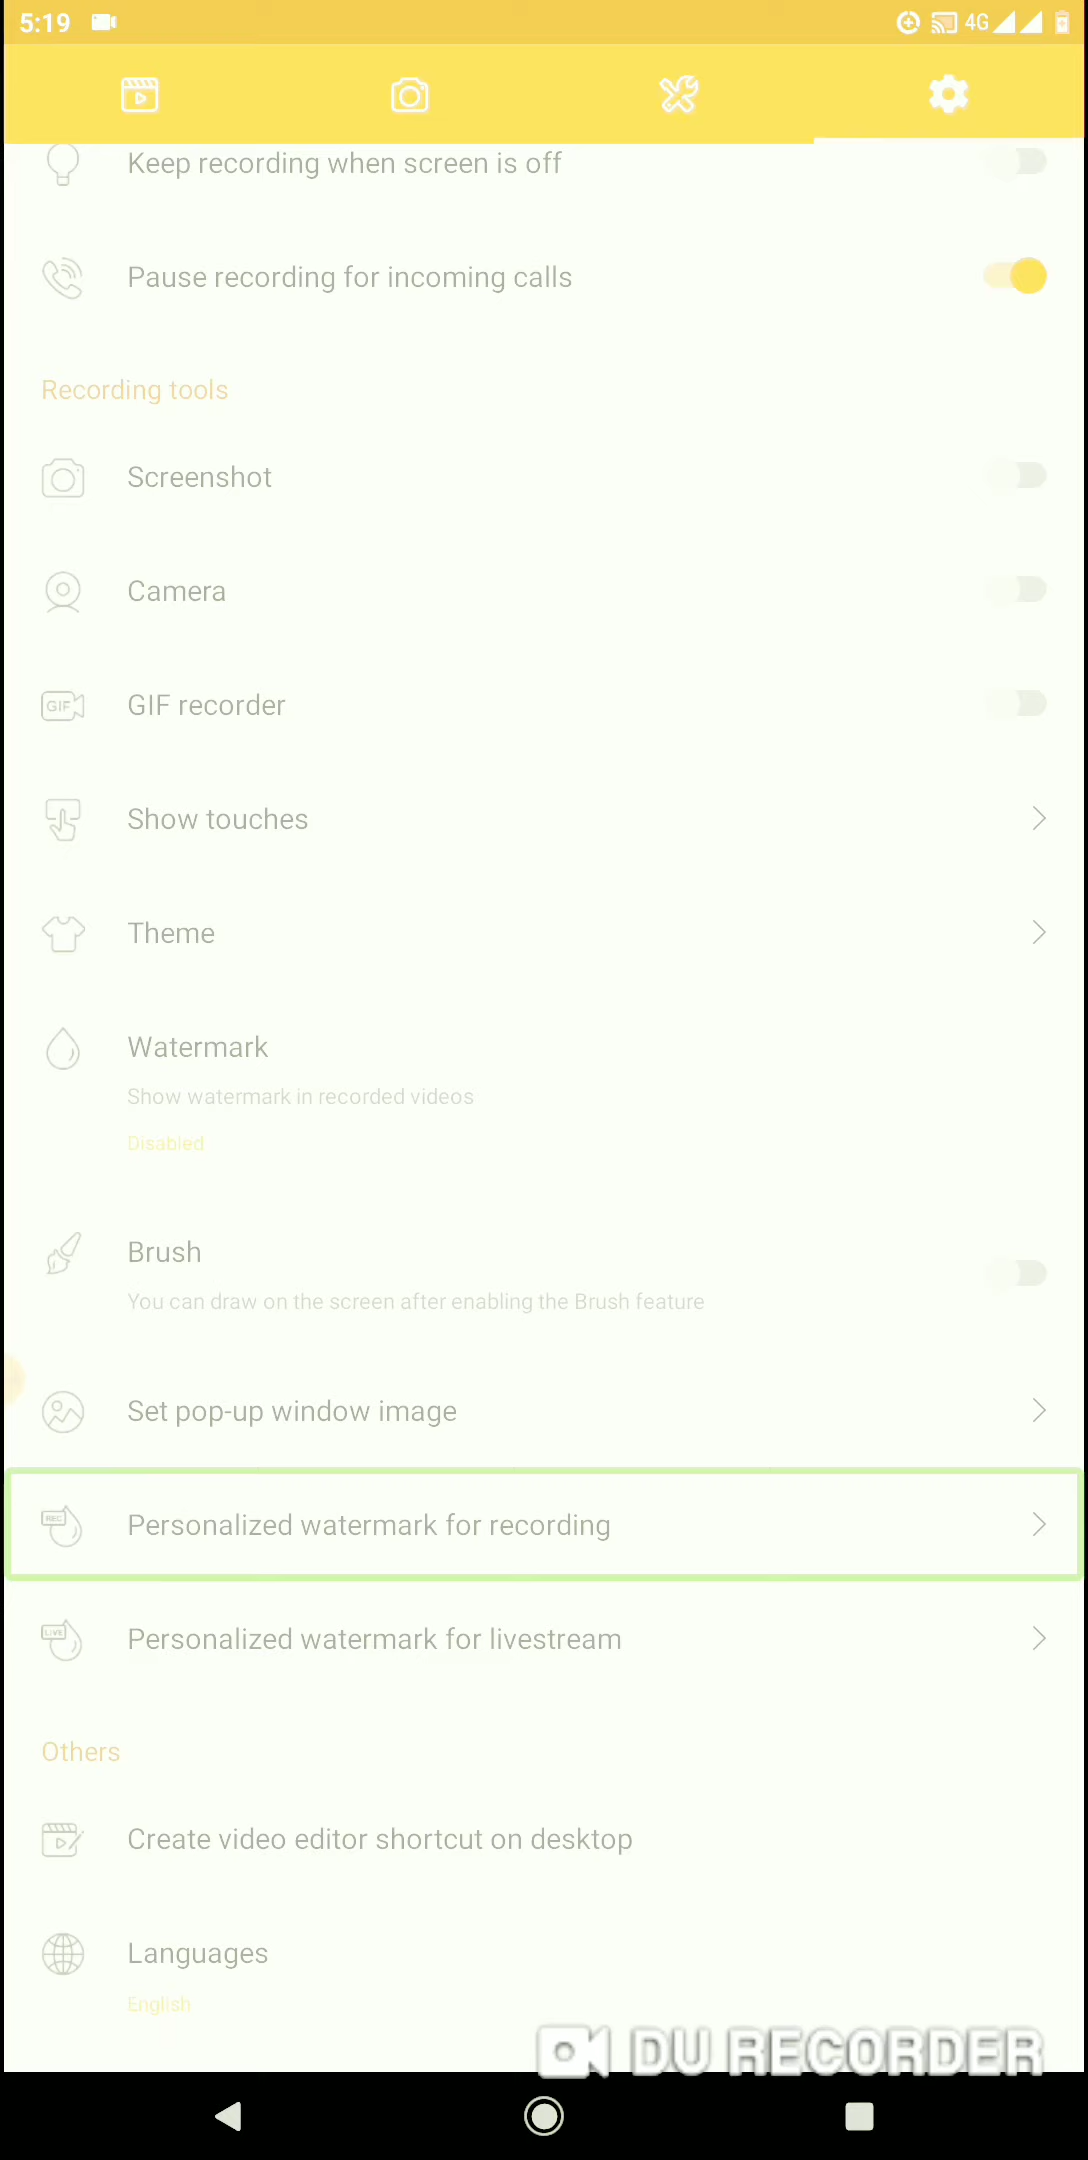 5:19
4G
Keep recording when screen is off
Pause recording for incoming calls
Recording tools
Screenshot
Camera
GIF
GIF recorder
Show touches
Theme
Watermark
Show watermark in recorded videos
Disabled
Brush
You can draw on the screen after enabling the Brush feature
Set pop-up window image
REC
Personalized watermark for recording
LIVE
Personalized watermark for livestream
Others
Create video editor shortcut on desktop
Languages
English
DU RECORDER